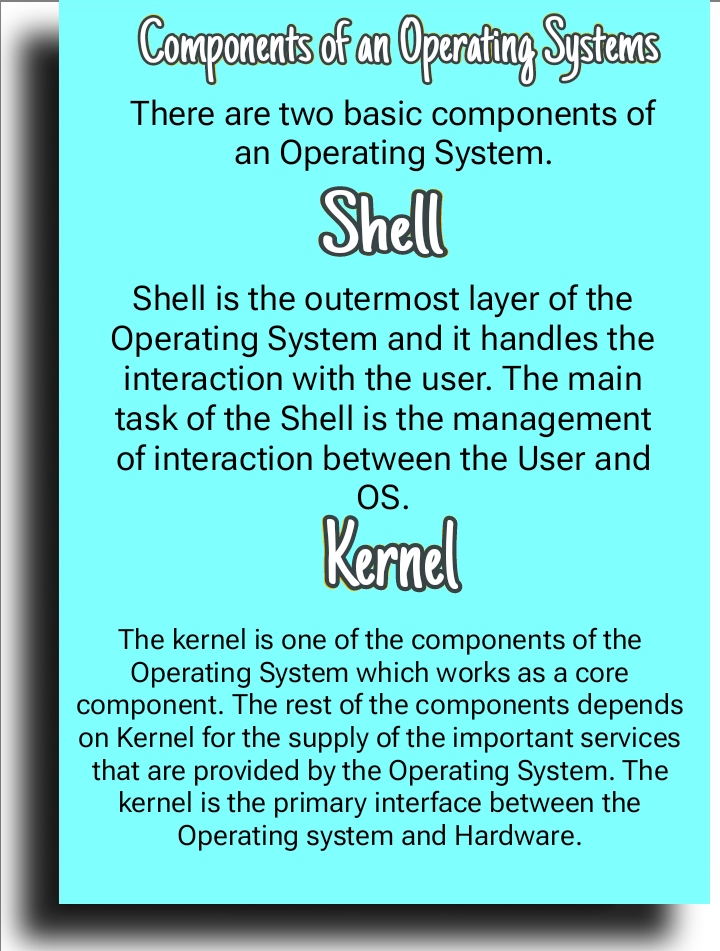 Components of an Operating Systems
There are two basic components of
an Operating System.
Shell
Shell is the outermost layer of the
Operating System and it handles the
interaction with the user. The main
task of the Shell is the management
of interaction between the User and
OS.
Kernel
The kernel is one of the components of the
Operating System which works as a core
component. The rest of the components depends
on Kernel for the supply of the important services
that are provided by the Operating System. The
kernel is the primary interface between the
Operating system and Hardware.